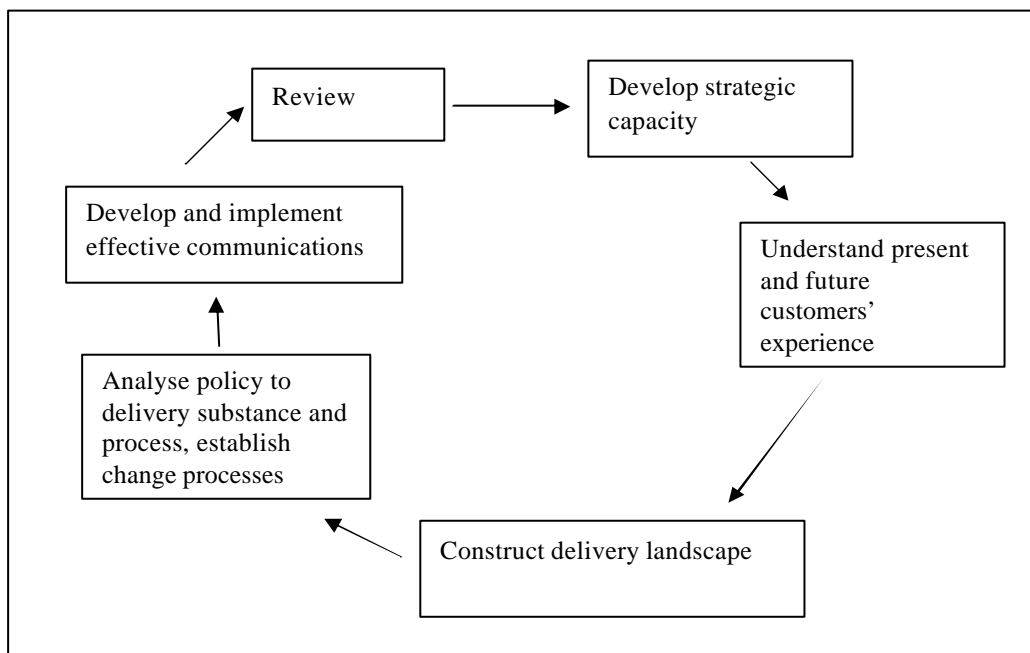 Review
Develop strategic
capacity
Develop and implement
effective communications
Understand present
and future
customers’
experience
Analyse policy to
delivery substance and
process, establish
change processes
Construct delivery landscape